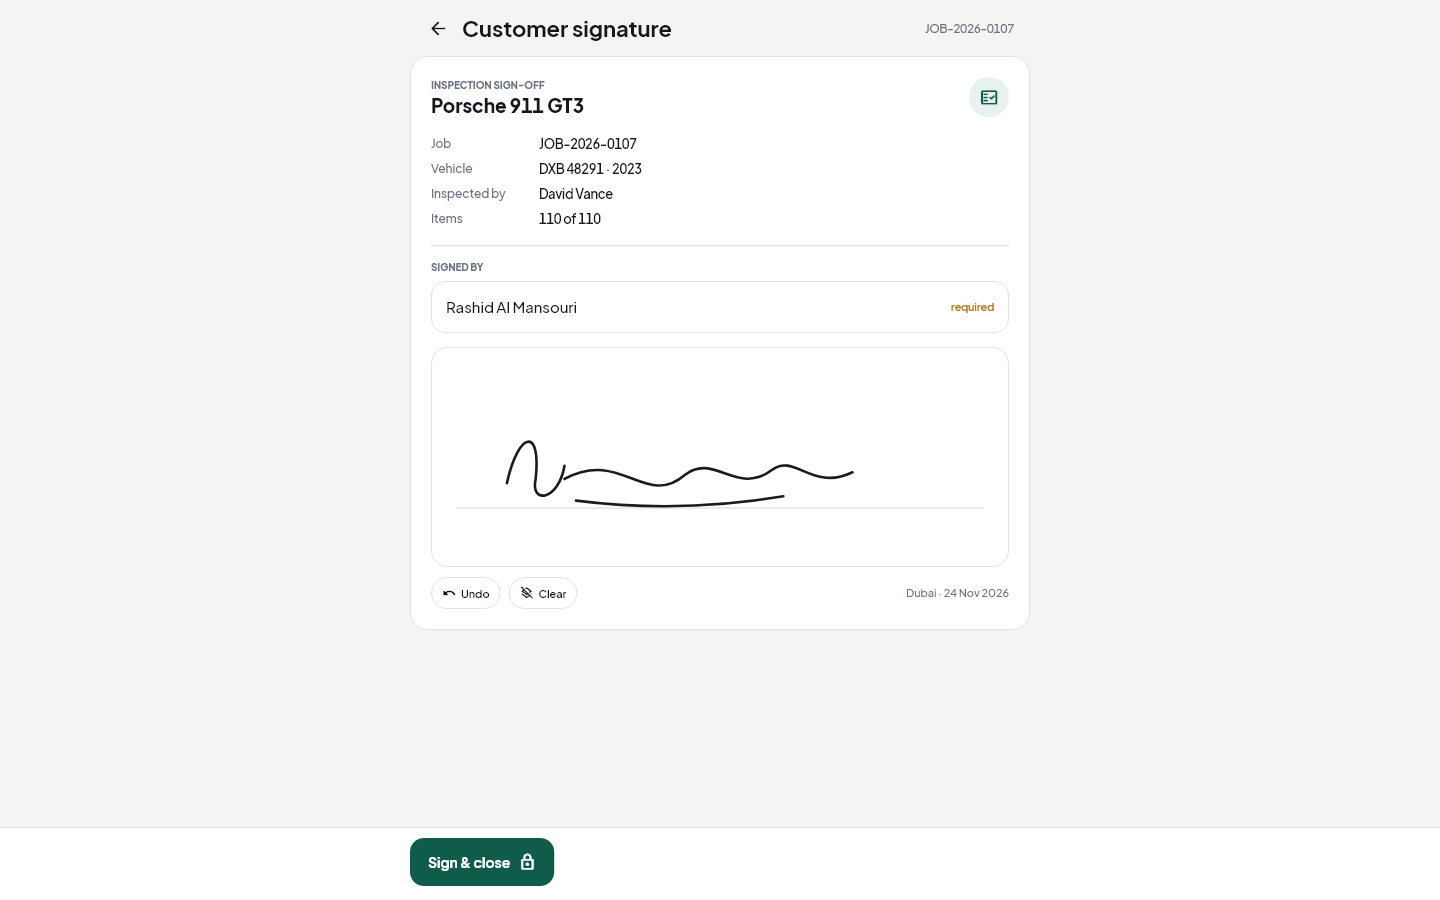 Customer signature
JOB-2026-0107
INSPECTION SIGN-OFF
Porsche 911 GT3
Job JOB-2026-0107
Vehicle DXB 48291 · 2023
Inspected by David Vance
Items 110 of 110
SIGNED BY
Rashid Al Mansouri required
Undo Clear Dubai · 24 Nov 2026
Sign & close